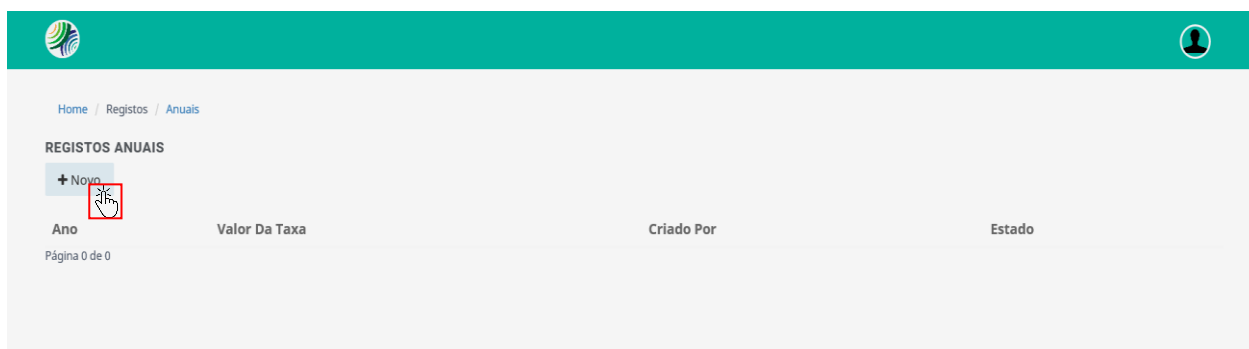 Home / Registos / Anuais
REGISTOS ANUAIS
+ Novo
Ano Valor Da Taxa Criado Por Estado
Página 0 de 0